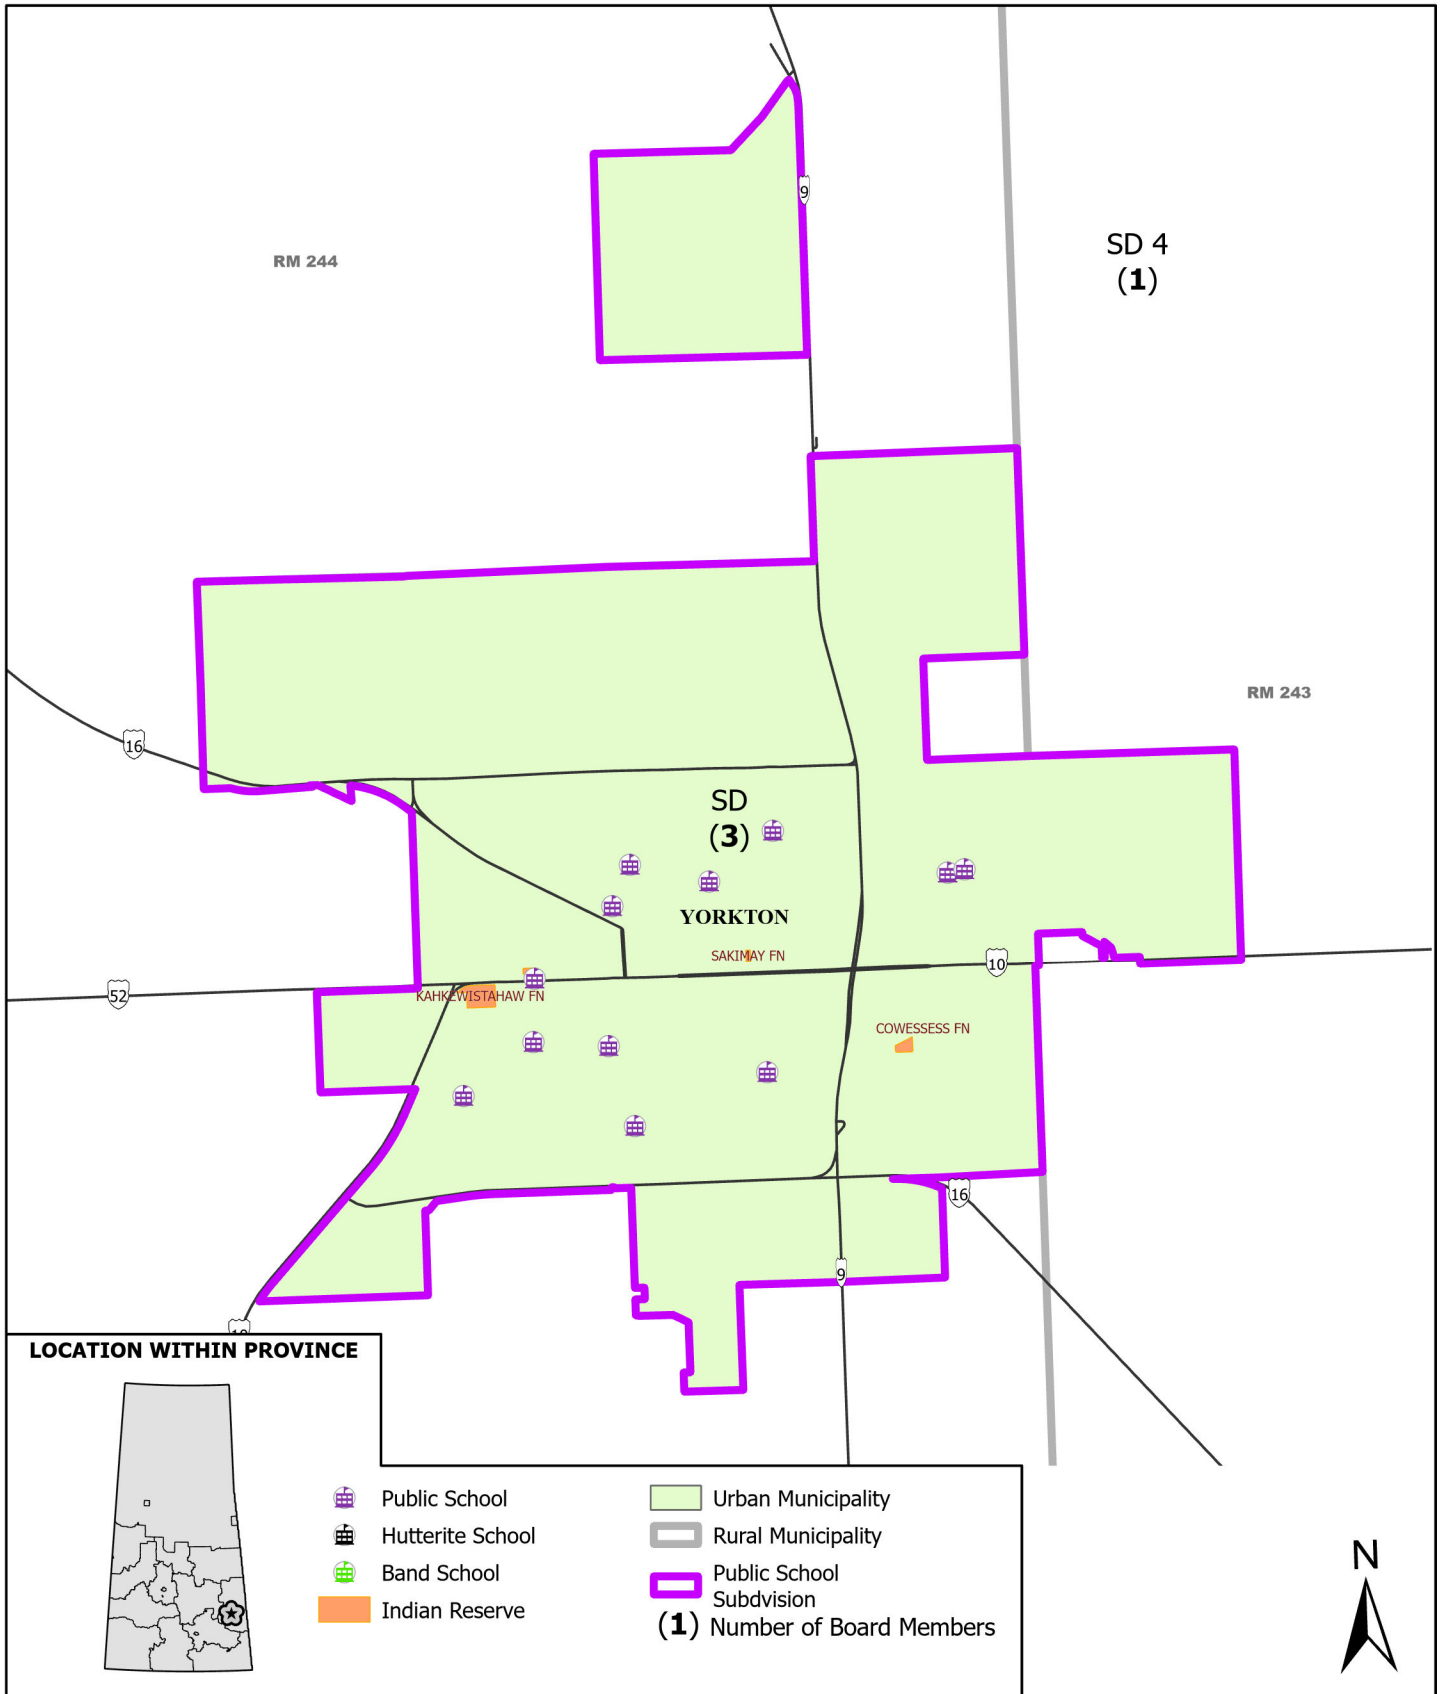 9
SD 4
(1)
RM 244
RM 243
16
SD
(3)
YORKTON
SAKIMAY FN
10
52
KAHKEWISTAHAW FN
COWESSESS FN
16
9
LOCATION WITHIN PROVINCE
Public School
Hutterite School
Band School
Indian Reserve
Urban Municipality
Rural Municipality
Public School
Subdvision
(1) Number of Board Members
N